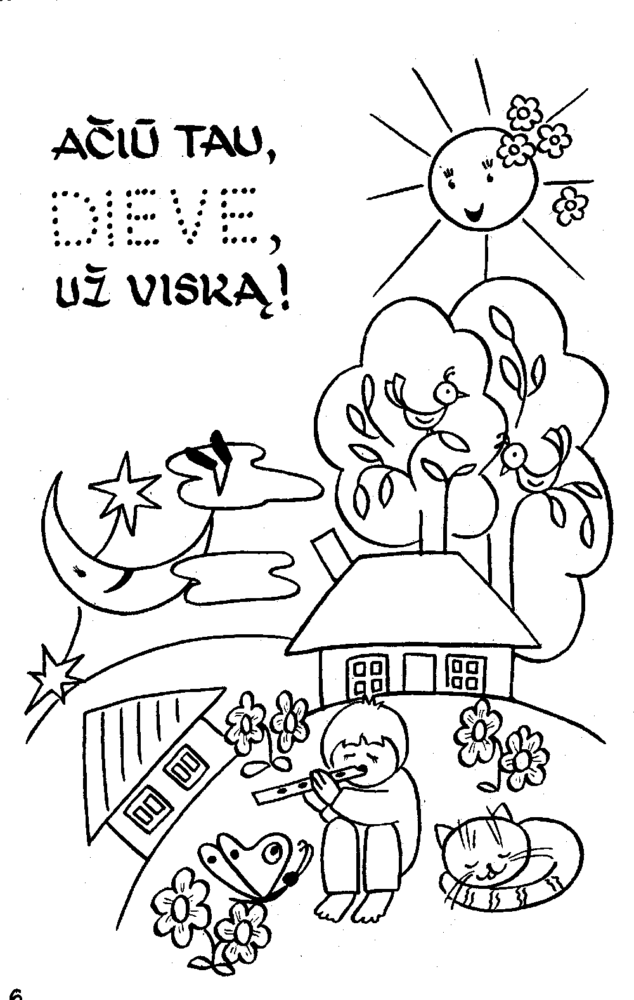 AČIŪ TAU,
DIEVE,
UŽ VISKĄ!
6